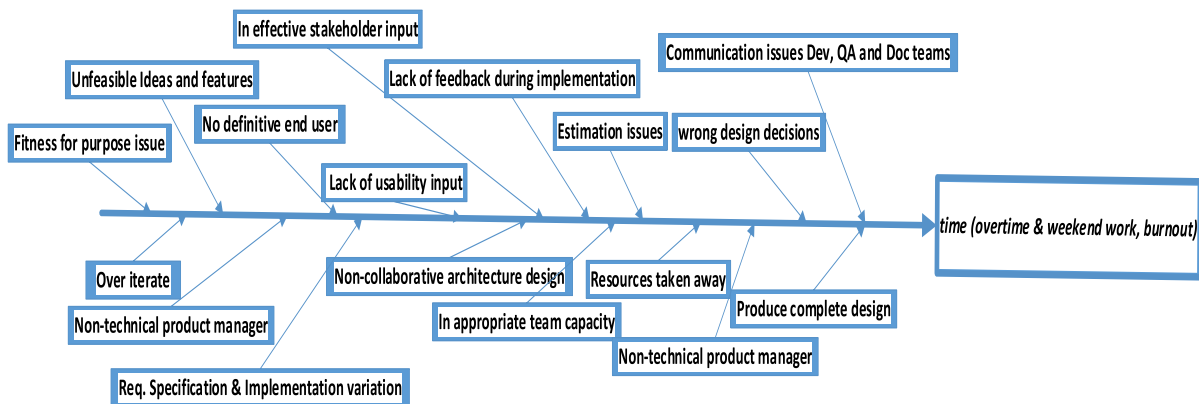 In effective stakeholder input
Communication issues Dev, QA and Doc teams
Unfeasible Ideas and features
Lack of feedback during implementation
No definitive end user
Estimation issues
wrong design decisions
Fitness for purpose issue
Lack of usability input
time (overtime & weekend work, burnout)
Over iterate
Non-collaborative architecture design
Resources taken away
Produce complete design
Non-technical product manager
In appropriate team capacity
Non-technical product manager
Req. Specification & Implementation variation